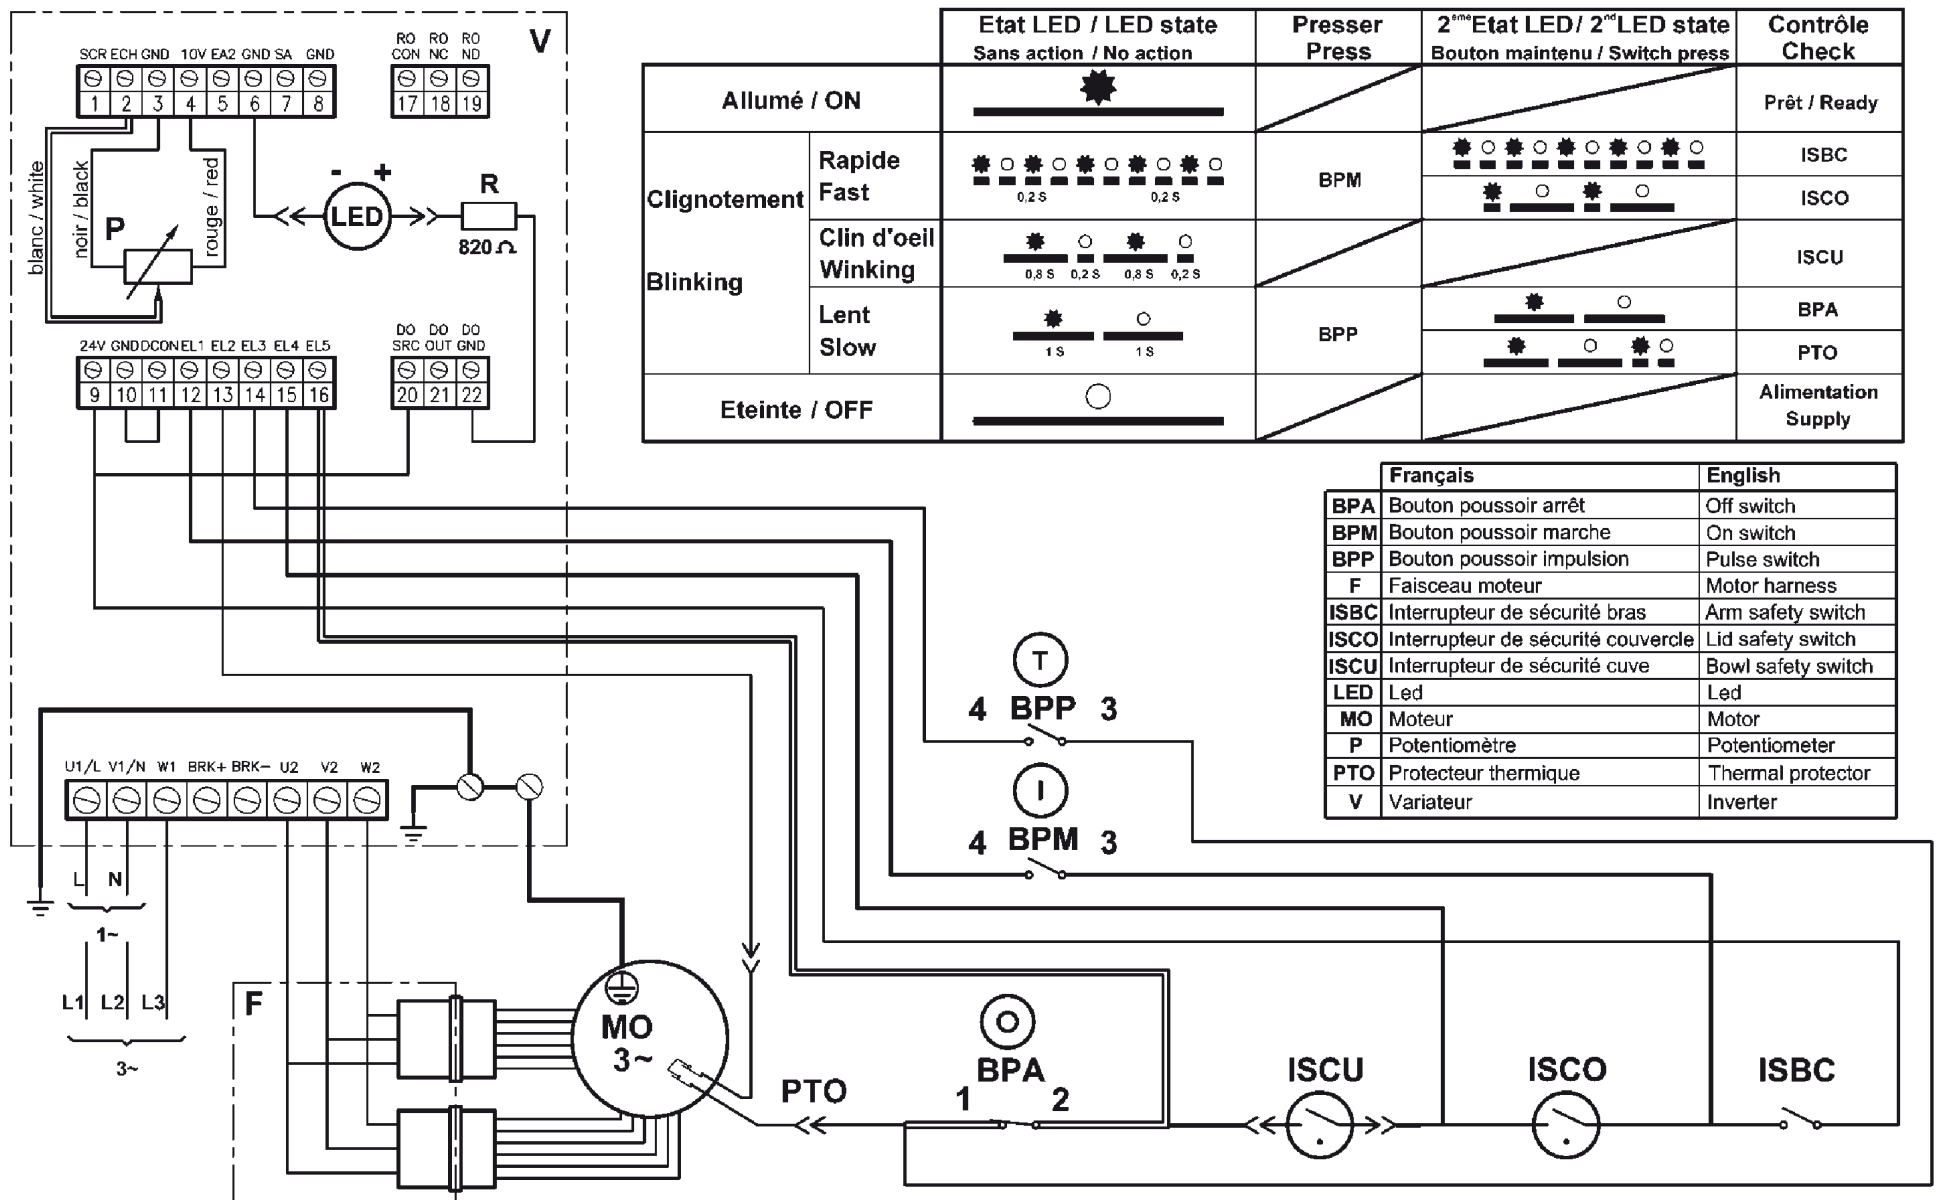 V
SCR ECH GND 10V EA2 GND SA GND
1 2 3 4 5 6 7 8
RO RO RO
CON NC ND
17 18 19
blanc / white
noir / black
rouge / red
P
- +
LED
R
820 Ω
24V GND DCON EL1 EL2 EL3 EL4 EL5
9 10 11 12 13 14 15 16
DO DO DO
SRC OUT GND
20 21 22
U1/L V1/N W1 BRK+ BRK- U2 V2 W2
L N
1~
L1 L2 L3
3~
F
MO
3~
PTO
T
4 BPP 3
I
4 BPM 3
BPA
1 2
ISCU
ISCO
ISBC
Etat LED / LED state
Sans action / No action
Presser
Press
2ème Etat LED/ 2nd LED state
Bouton maintenu / Switch press
Contrôle
Check
Allumé / ON
Prêt / Ready
Clignotement
Blinking
Rapide
Fast
0,2 S 0,2 S
BPM
ISBC
ISCO
Clin d'oeil
Winking
0,8 S 0,2 S 0,8 S 0,2 S
ISCU
Lent
Slow
1 S 1 S
BPP
BPA
PTO
Eteinte / OFF
Alimentation
Supply
Français English
BPA Bouton poussoir arrêt Off switch
BPM Bouton poussoir marche On switch
BPP Bouton poussoir impulsion Pulse switch
F Faisceau moteur Motor harness
ISBC Interrupteur de sécurité bras Arm safety switch
ISCO Interrupteur de sécurité couvercle Lid safety switch
ISCU Interrupteur de sécurité cuve Bowl safety switch
LED Led Led
MO Moteur Motor
P Potentiomètre Potentiometer
PTO Protecteur thermique Thermal protector
V Variateur Inverter